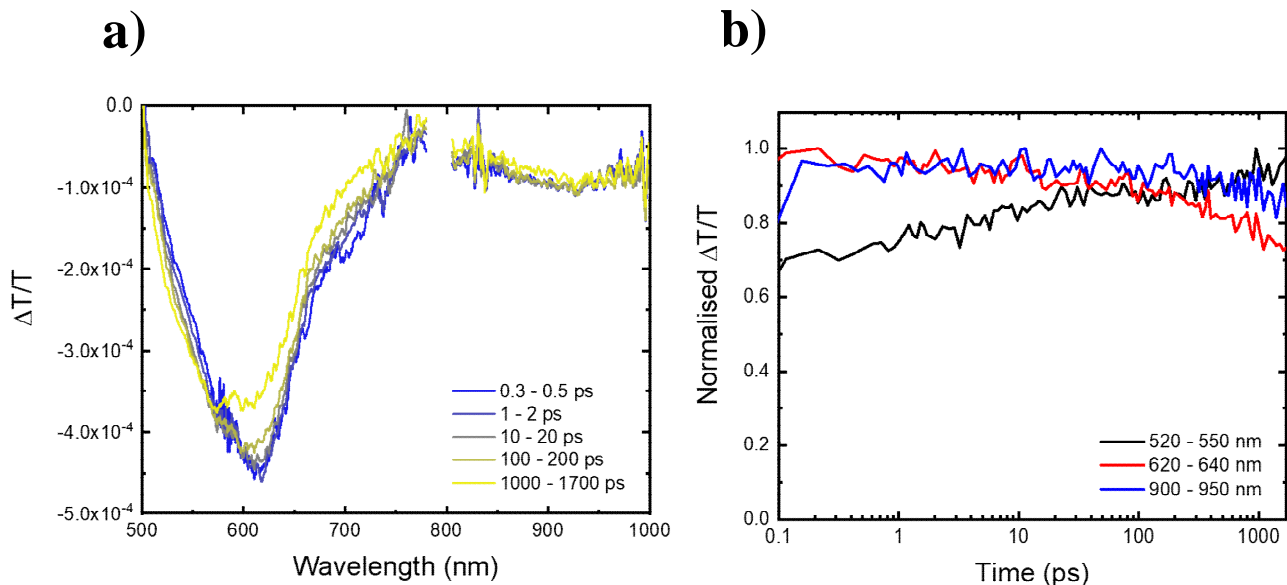 a)
0.0
-1.0x10⁻⁴
-2.0x10⁻⁴
-3.0x10⁻⁴
-4.0x10⁻⁴
-5.0x10⁻⁴
ΔT/T
500 600 700 800 900 1000
Wavelength (nm)
0.3 - 0.5 ps
1 - 2 ps
10 - 20 ps
100 - 200 ps
1000 - 1700 ps
b)
1.0
0.8
0.6
0.4
0.2
0.0
Normalised ΔT/T
0.1 1 10 100 1000
Time (ps)
520 - 550 nm
620 - 640 nm
900 - 950 nm